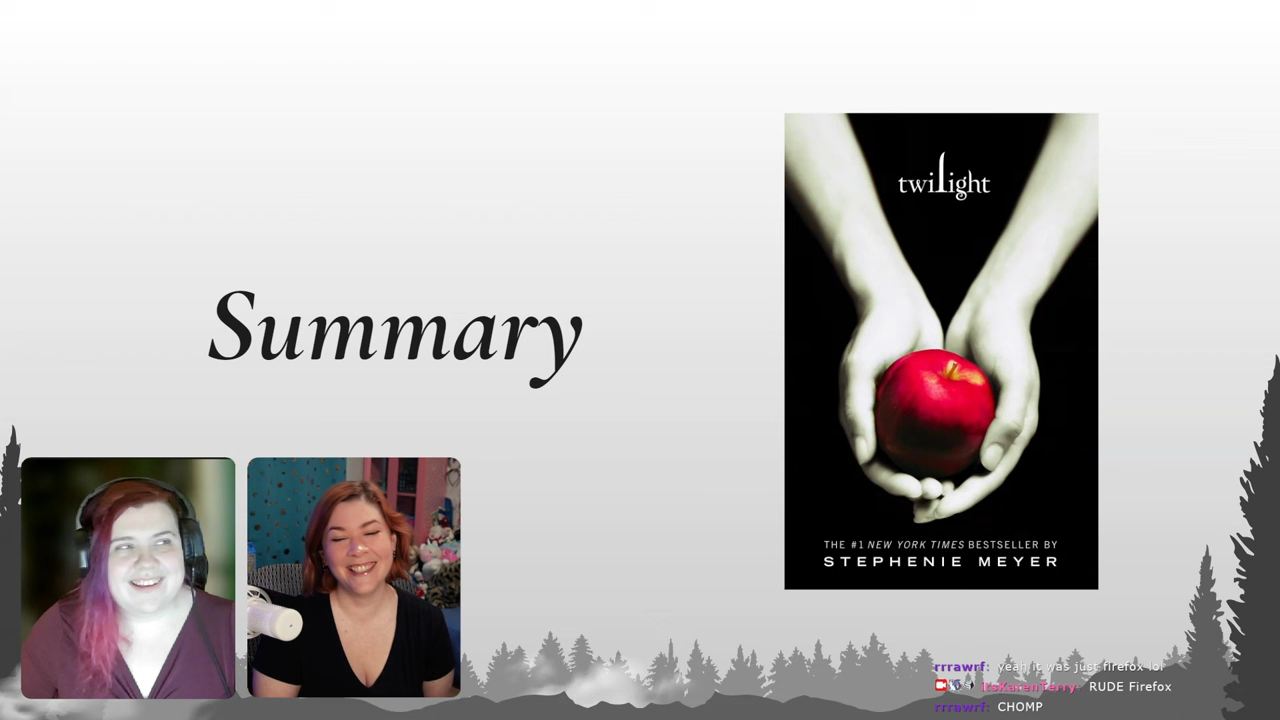 Summary
twilight
THE #1 NEW YORK TIMES BESTSELLER BY
STEPHENIE MEYER
rrrawrf: yeah it was just firefox lol
ItsKarenTerry: RUDE Firefox
rrrawrf: CHOMP